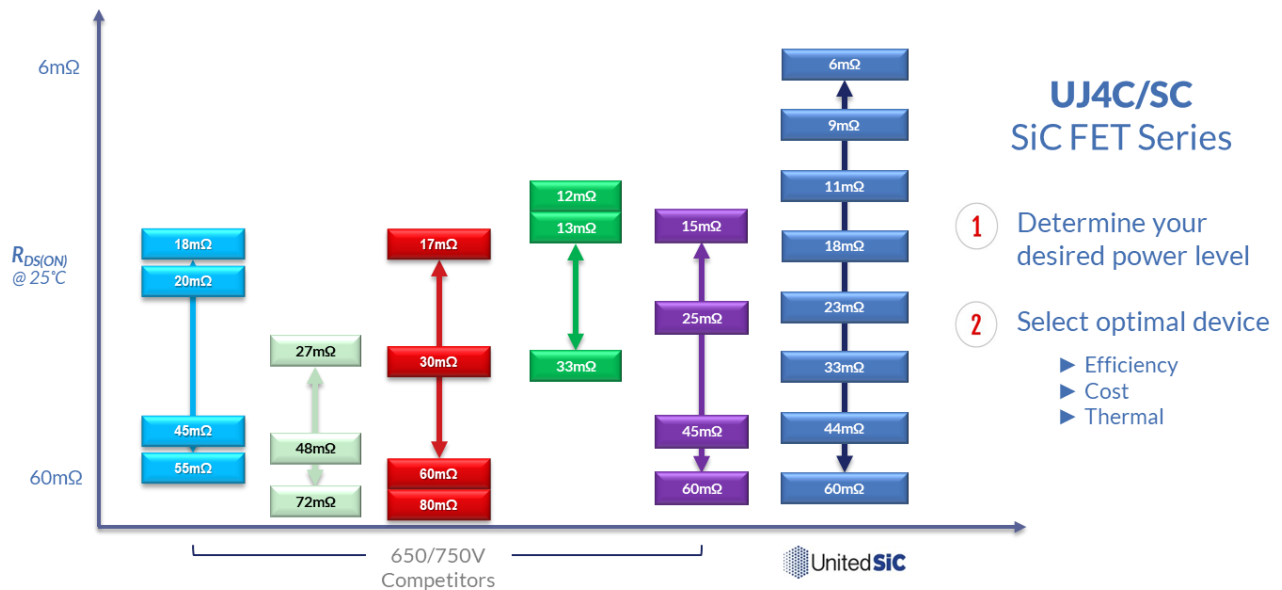 6mΩ
R_DS(ON)
@ 25°C
60mΩ
18mΩ
20mΩ
45mΩ
55mΩ
27mΩ
48mΩ
72mΩ
17mΩ
30mΩ
60mΩ
80mΩ
12mΩ
13mΩ
33mΩ
15mΩ
25mΩ
45mΩ
60mΩ
6mΩ
9mΩ
11mΩ
18mΩ
23mΩ
33mΩ
44mΩ
60mΩ
650/750V
Competitors
UnitedSiC
UJ4C/SC
SiC FET Series
1 Determine your
desired power level
2 Select optimal device
► Efficiency
► Cost
► Thermal